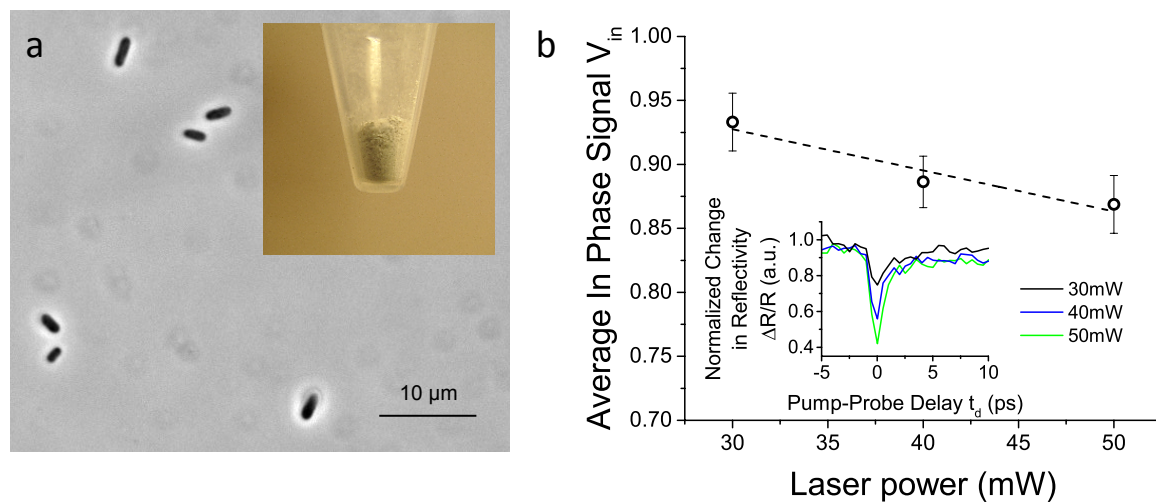 a
10 µm
b
Average In Phase Signal V_in
1.00
0.95
0.90
0.85
0.80
0.75
0.70
30
35
40
45
50
Laser power (mW)
Normalized Change
in Reflectivity
ΔR/R (a.u.)
1.0
0.8
0.6
0.4
-5
0
5
10
Pump-Probe Delay t_d (ps)
30mW
40mW
50mW